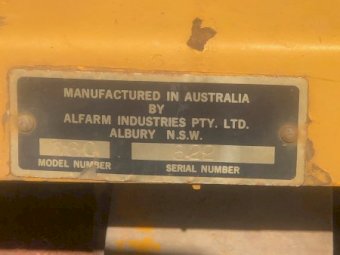 MANUFACTURED IN AUSTRALIA
BY
ALFARM INDUSTRIES PTY. LTD.
ALBURY N.S.W.
MODEL NUMBER SERIAL NUMBER